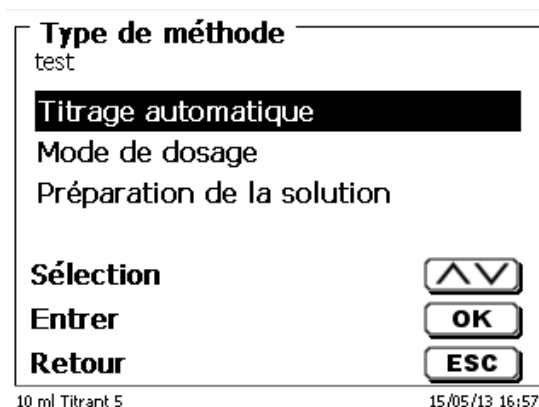 Type de méthode
test
Titrage automatique
Mode de dosage
Préparation de la solution
Sélection
Entrer OK
Retour ESC
10 ml Titrant 5 15/05/13 16:57